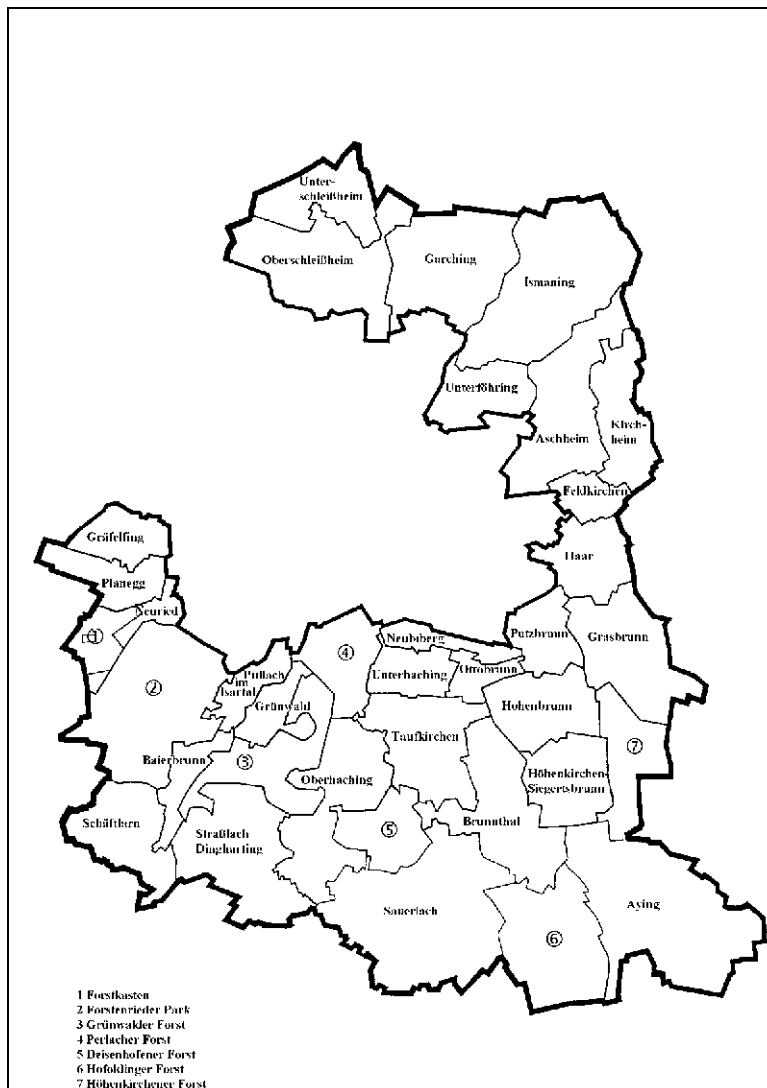 Unter-
schleißheim
Oberschleißheim
Garching
Ismaning
Unterföhring
Aschheim
Kirch-
heim
Feldkirchen
Haar
Gräfelfing
Planegg
Neuried
1
2
Pullach
im
Isartal
Grünwald
4
Neubiberg
Unterhaching
Ottobrunn
Putzbrunn
Grasbrunn
Hohenbrunn
7
Baierbrunn
3
Taufkirchen
Oberhaching
Höhenkirchen-
Siegertsbrunn
Schäftlarn
Straßlach
Dingharting
5
Brunnthal
Sauerlach
6
Aying
1 Forstkasten
2 Forstenrieder Park
3 Grünwalder Forst
4 Perlacher Forst
5 Deisenhofener Forst
6 Hofoldinger Forst
7 Höhenkirchener Forst